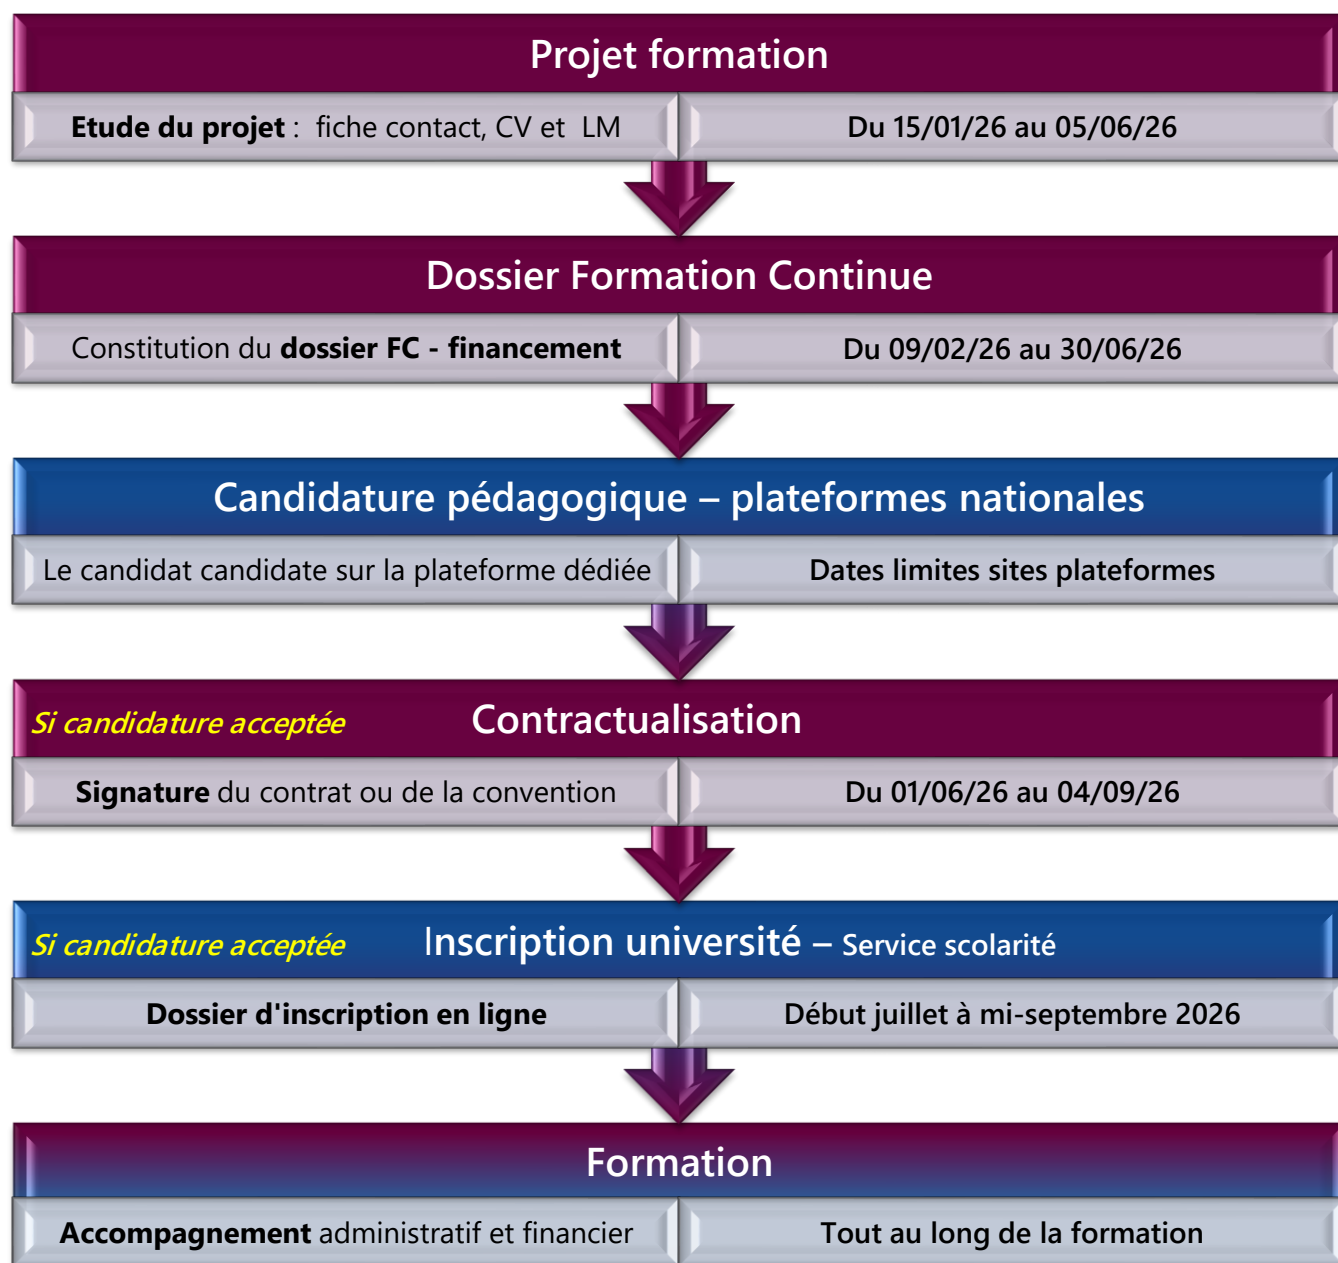 Projet formation
Etude du projet : fiche contact, CV et LM
Du 15/01/26 au 05/06/26
Dossier Formation Continue
Constitution du dossier FC - financement
Du 09/02/26 au 30/06/26
Candidature pédagogique – plateformes nationales
Le candidat candidate sur la plateforme dédiée
Dates limites sites plateformes
Si candidature acceptée Contractualisation
Signature du contrat ou de la convention
Du 01/06/26 au 04/09/26
Si candidature acceptée Inscription université – Service scolarité
Dossier d'inscription en ligne
Début juillet à mi-septembre 2026
Formation
Accompagnement administratif et financier
Tout au long de la formation